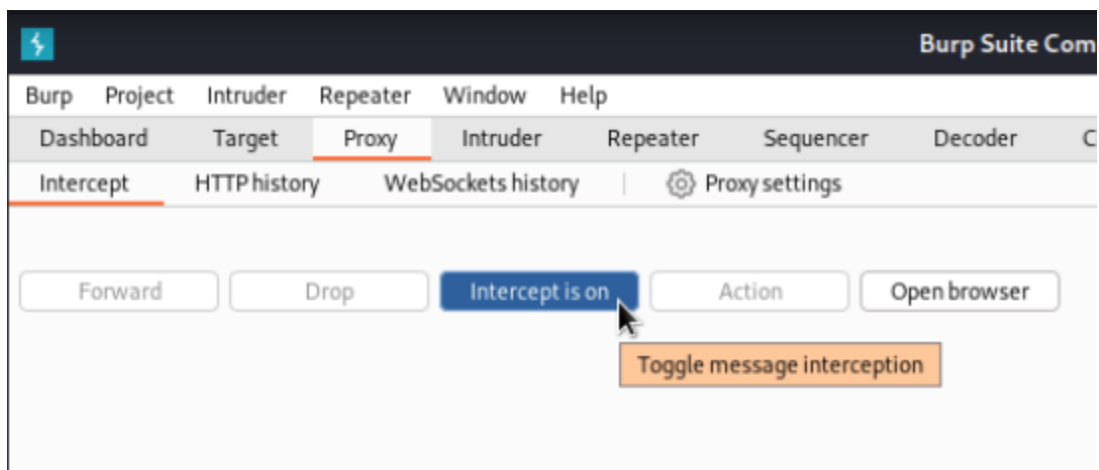 Burp Suite Com
Burp Project Intruder Repeater Window Help
Dashboard Target Proxy Intruder Repeater Sequencer Decoder C
Intercept HTTP history WebSockets history Proxy settings
Forward Drop Intercept is on Action Open browser
Toggle message interception